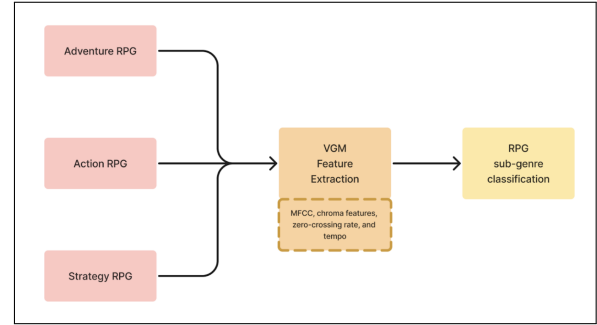 Adventure RPG
Action RPG
Strategy RPG
VGM
Feature
Extraction
MFCC, chroma features,
zero-crossing rate, and
tempo
RPG
sub-genre
classification